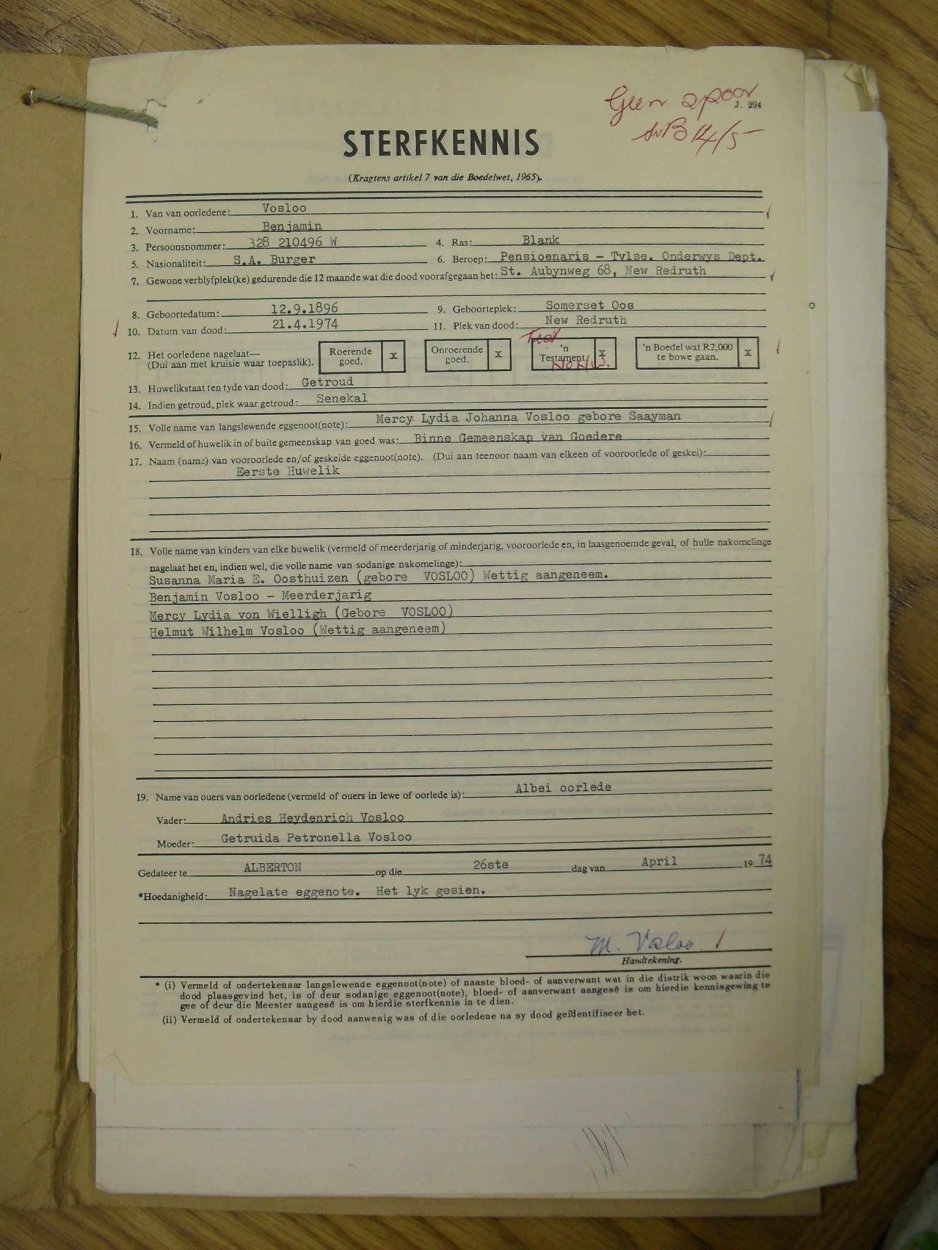 Geen spoor
J. 294
AvB 14/5
STERFKENNIS
(Kragtens artikel 7 van die Boedelwet, 1965).
1. Van van oorledene: Vosloo
2. Voorname: Benjamin
3. Persoonsnommer: 328 210496 W 4. Ras: Blank
5. Nasionaliteit: S.A. Burger 6. Beroep: Pensioenaris - Tvlse. Onderwys Dept.
7. Gewone verblyfplek(ke) gedurende die 12 maande wat die dood voorafgegaan het: St. Aubynweg 68, New Redruth
8. Geboortedatum: 12.9.1896 9. Geboorteplek: Somerset Oos
10. Datum van dood: 21.4.1974 11. Plek van dood: New Redruth
12. Het oorledene nagelaat— (Dui aan met kruisie waar toepaslik). Roerende goed. x Onroerende goed. x 'n Testament x 'n Boedel wat R2,000 te bowe gaan. x
13. Huwelikstaat ten tyde van dood: Getroud
14. Indien getroud, plek waar getroud: Senekal
15. Volle name van langslewende eggenoot(note): Mercy Lydia Johanna Vosloo gebore Saayman
16. Vermeld of huwelik in of buite gemeenskap van goed was: Binne Gemeenskap van Goedere
17. Naam (name) van vooroorlede en/of geskeide eggenoot(note). (Dui aan teenoor naam van elkeen of vooroorlede of geskei):
Eerste Huwelik
18. Volle name van kinders van elke huwelik (vermeld of meerderjarig of minderjarig, vooroorlede en, in laasgenoemde geval, of hulle nakomelinge
nagelaat het en, indien wel, die volle name van sodanige nakomelinge):
Susanna Maria E. Oosthuizen (gebore VOSLOO) Wettig aangeneem.
Benjamin Vosloo - Meerderjarig
Mercy Lydia von Wielligh (Gebore VOSLOO)
Helmut Wilhelm Vosloo (Wettig aangeneem)
19. Name van ouers van oorledene (vermeld of ouers in lewe of oorlede is): Albei oorlede
Vader: Andries Heydenrich Vosloo
Moeder: Getruida Petronella Vosloo
Gedateer te ALBERTON op die 26ste dag van April 19 74
*Hoedanigheid: Nagelate eggenote. Het lyk gesien.
M. Vosloo
Handtekening.
* (i) Vermeld of ondertekenaar langslewende eggenoot(note) of naaste bloed- of aanverwant wat in die distrik woon waarin die
dood plaasgevind het, is of deur sodanige eggenoot(note), bloed- of aanverwant aangesê is om hierdie kennisgewing te
gee of deur die Meester aangesê is om hierdie sterfkennis in te dien.
(ii) Vermeld of ondertekenaar by dood aanwesig was of die oorledene na sy dood geïdentifiseer het.